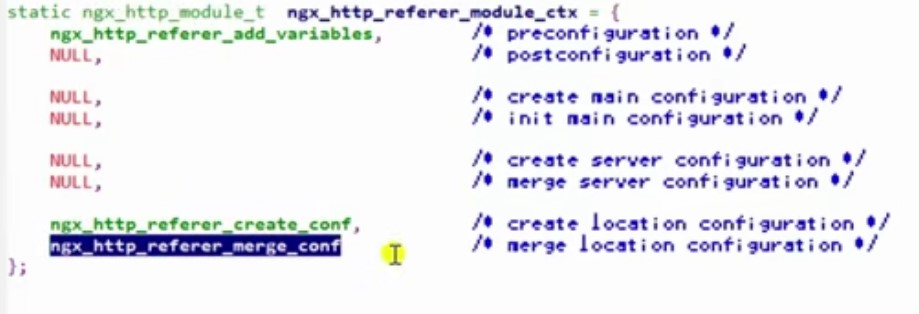 static ngx_http_module_t  ngx_http_referer_module_ctx = {
    ngx_http_referer_add_variables,        /* preconfiguration */
    NULL,                                  /* postconfiguration */
    NULL,                                  /* create main configuration */
    NULL,                                  /* init main configuration */
    NULL,                                  /* create server configuration */
    NULL,                                  /* merge server configuration */
    ngx_http_referer_create_conf,          /* create location configuration */
    ngx_http_referer_merge_conf            /* merge location configuration */
};